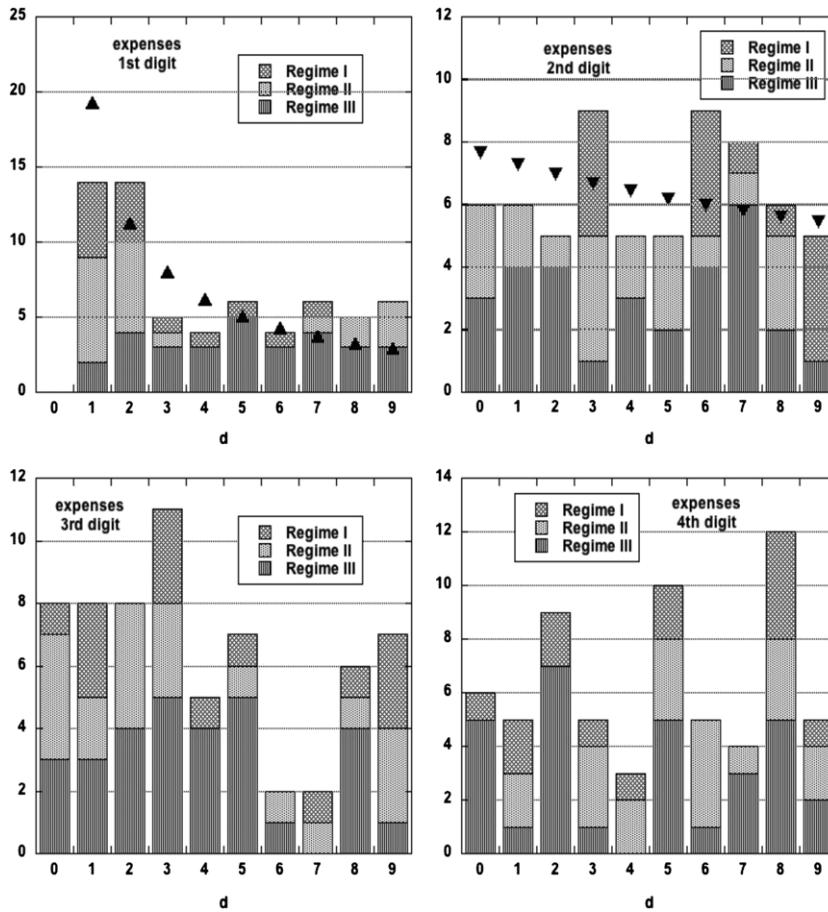 25
20
15
10
5
0
expenses
1st digit
Regime I
Regime II
Regime III
0 1 2 3 4 5 6 7 8 9
d
12
10
8
6
4
2
0
expenses
2nd digit
Regime I
Regime II
Regime III
0 1 2 3 4 5 6 7 8 9
d
12
10
8
6
4
2
0
expenses
3rd digit
Regime I
Regime II
Regime III
0 1 2 3 4 5 6 7 8 9
d
14
12
10
8
6
4
2
0
Regime I
Regime II
Regime III
expenses
4th digit
0 1 2 3 4 5 6 7 8 9
d